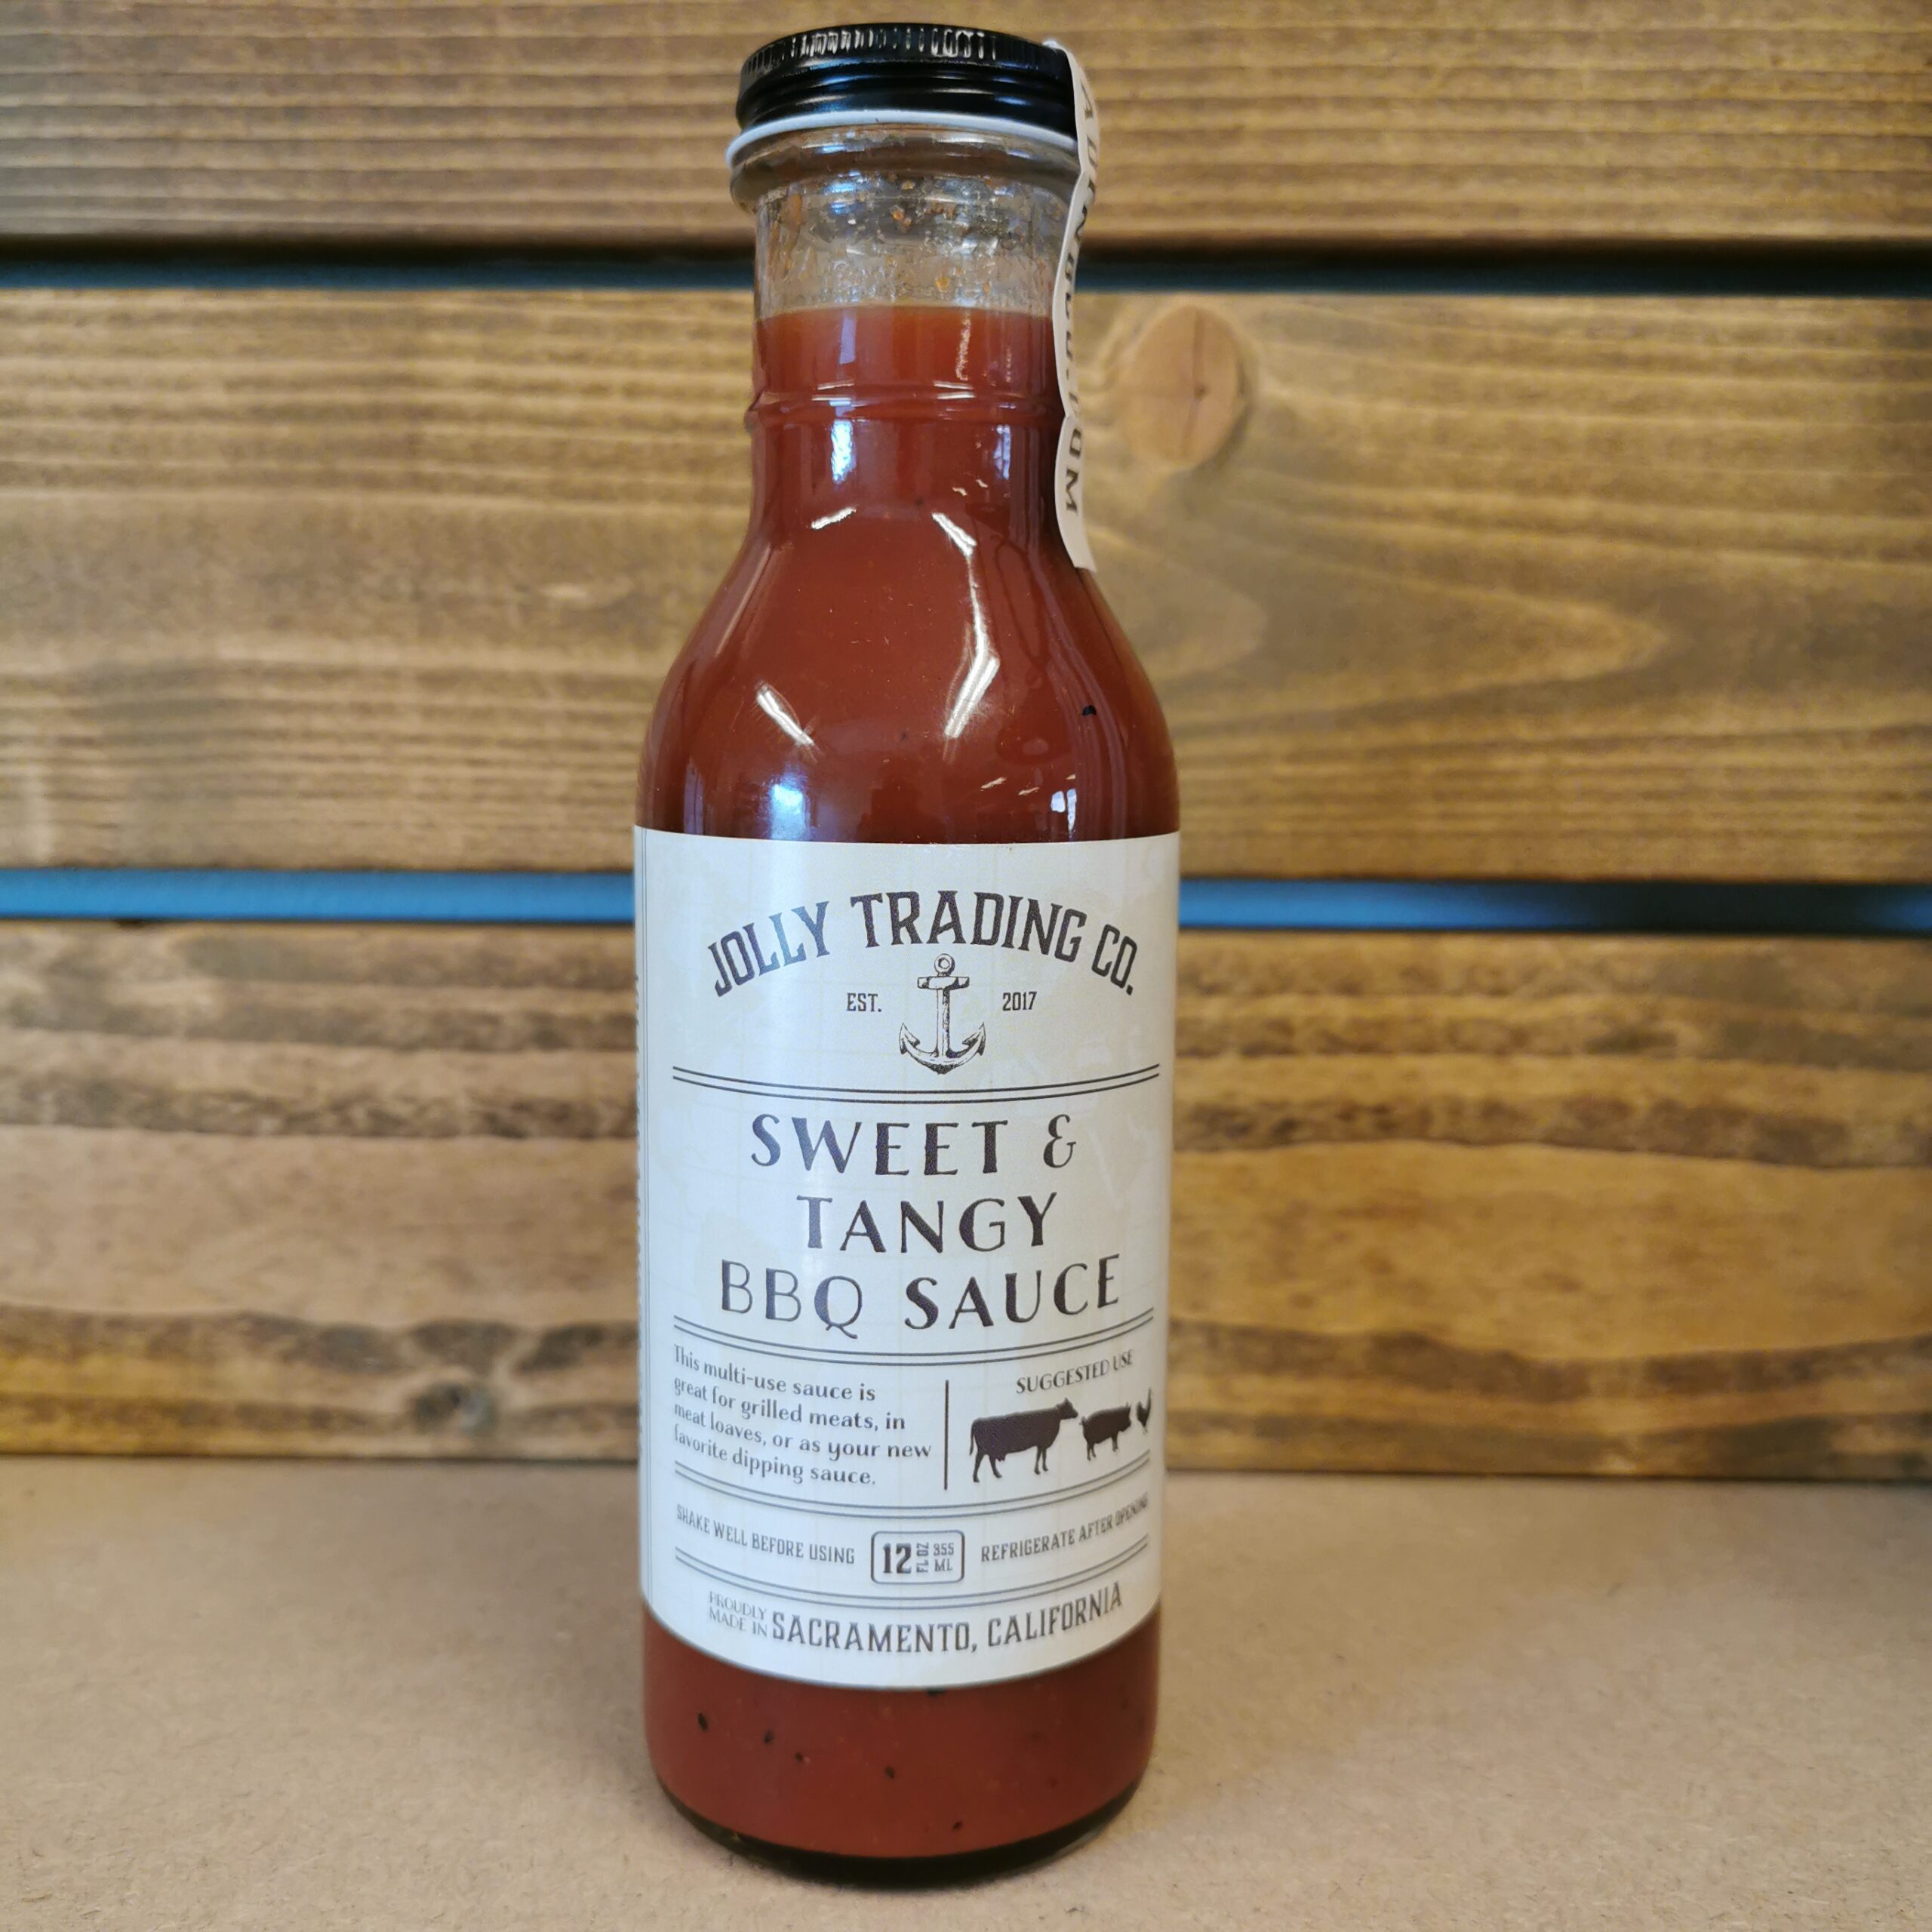 JOLLY TRADING CO.
EST. 2017
SWEET &
TANGY
BBQ SAUCE
This multi-use sauce is
great for grilled meats, in
meat loaves, or as your new
favorite dipping sauce.
SUGGESTED USE
SHAKE WELL BEFORE USING
12 FL OZ 355 ML
REFRIGERATE AFTER OPENING
PROUDLY
MADE IN SACRAMENTO, CALIFORNIA